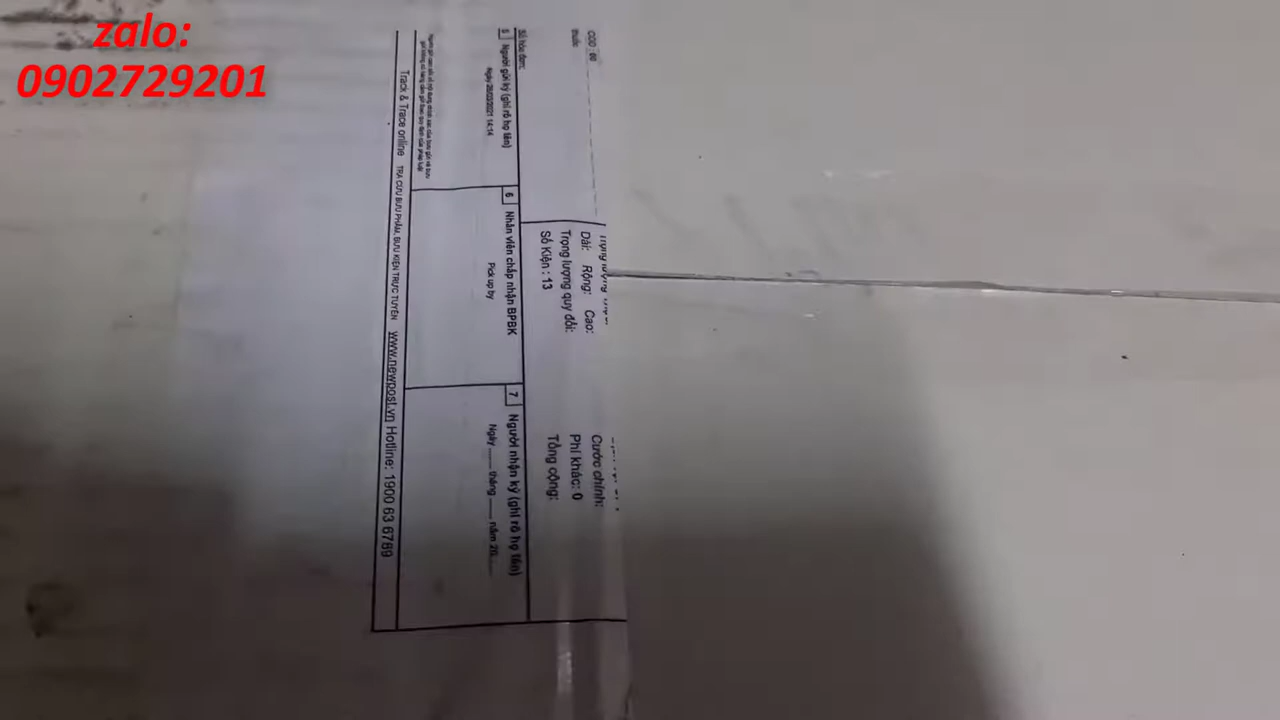 zalo:
0902729201
Dài: Rộng: Cao:
Trọng lượng quy đổi:
Số Kiện : 13
Cước chính:
Phí khác: 0
Tổng cộng:
Số hóa đơn:
5 Người gửi ký (ghi rõ họ tên)
6 Nhân viên chấp nhận BPBK
Pick up by
7 Người nhận ký (ghi rõ họ tên)
Ngày ........ tháng ........ năm 20......
Track & Trace online TRA CỨU BƯU PHẨM, BƯU KIỆN TRỰC TUYẾN www.newpost.vn Hotline: 1900 63 6789